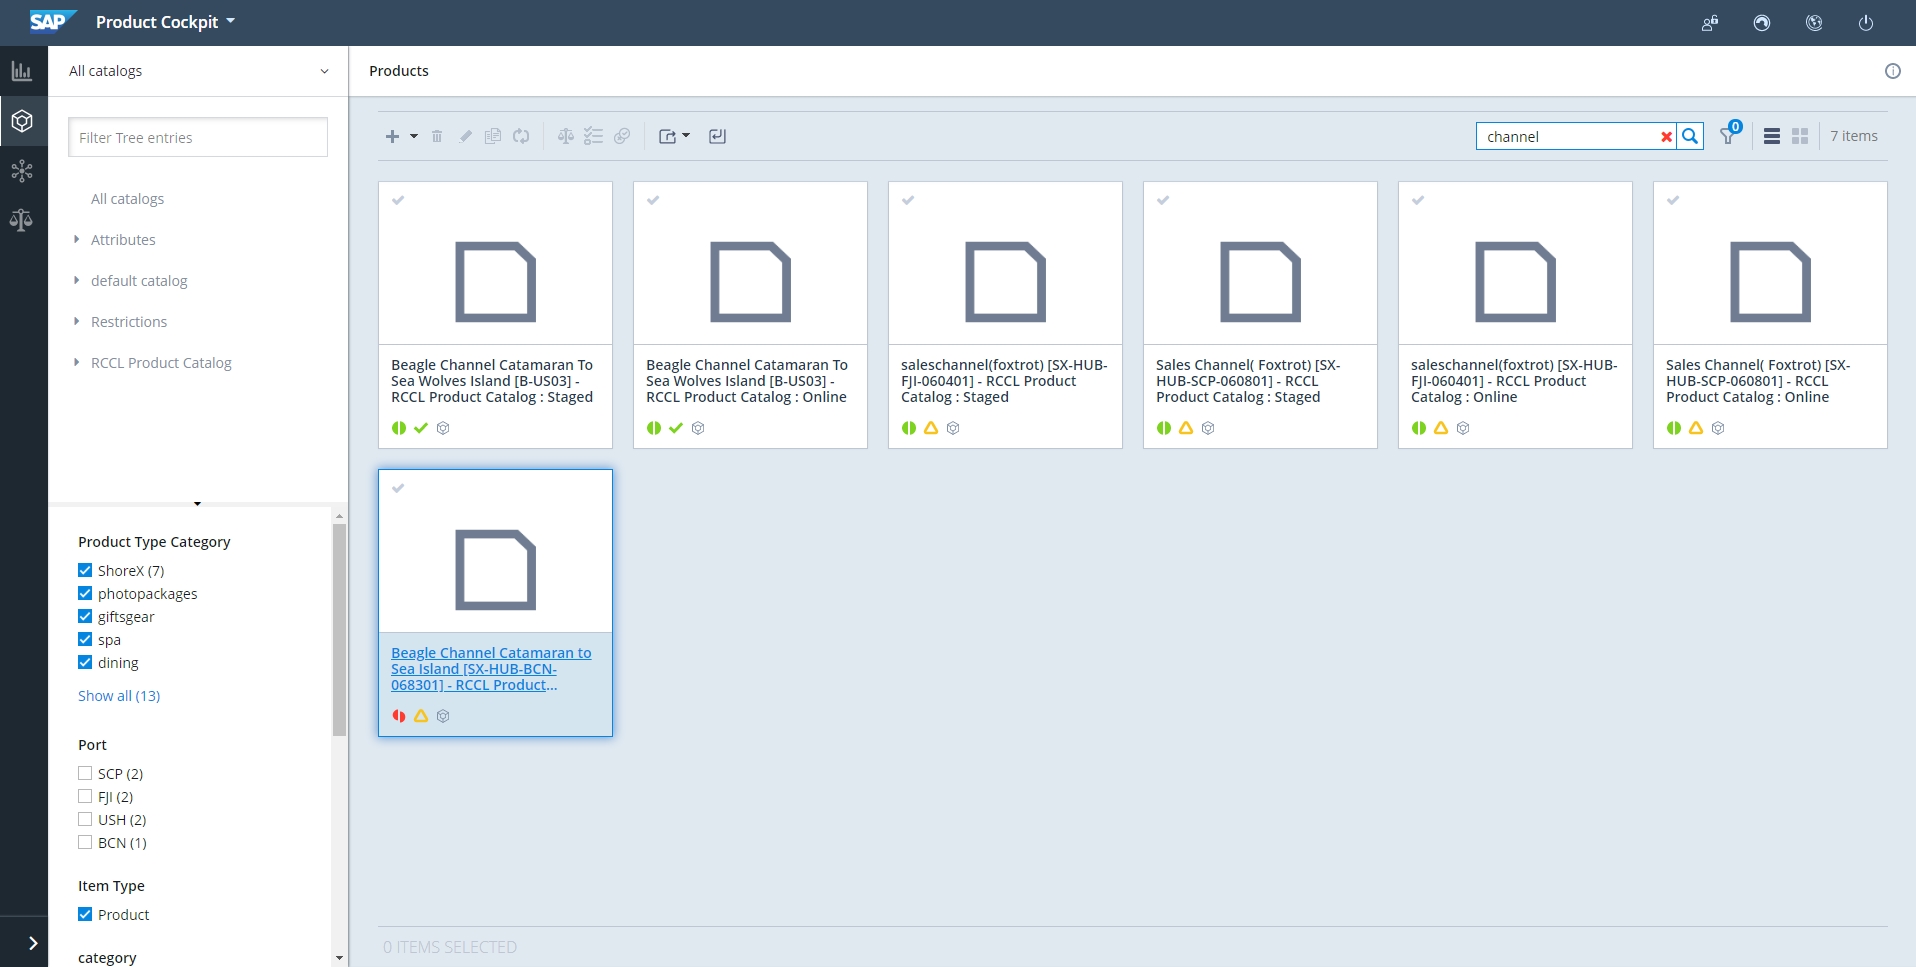 SAP Product Cockpit
All catalogs
Products
Filter Tree entries
All catalogs
Attributes
default catalog
Restrictions
RCCL Product Catalog
channel
0
7 items
Beagle Channel Catamaran To
Sea Wolves Island [B-US03] -
RCCL Product Catalog : Staged
Beagle Channel Catamaran To
Sea Wolves Island [B-US03] -
RCCL Product Catalog : Online
saleschannel(foxtrot) [SX-HUB-
FJI-060401] - RCCL Product
Catalog : Staged
Sales Channel( Foxtrot) [SX-
HUB-SCP-060801] - RCCL
Product Catalog : Staged
saleschannel(foxtrot) [SX-HUB-
FJI-060401] - RCCL Product
Catalog : Online
Sales Channel( Foxtrot) [SX-
HUB-SCP-060801] - RCCL
Product Catalog : Online
Beagle Channel Catamaran to
Sea Island [SX-HUB-BCN-
068301] - RCCL Product...
Product Type Category
ShoreX (7)
photopackages
giftsgear
spa
dining
Show all (13)
Port
SCP (2)
FJI (2)
USH (2)
BCN (1)
Item Type
Product
category
0 ITEMS SELECTED